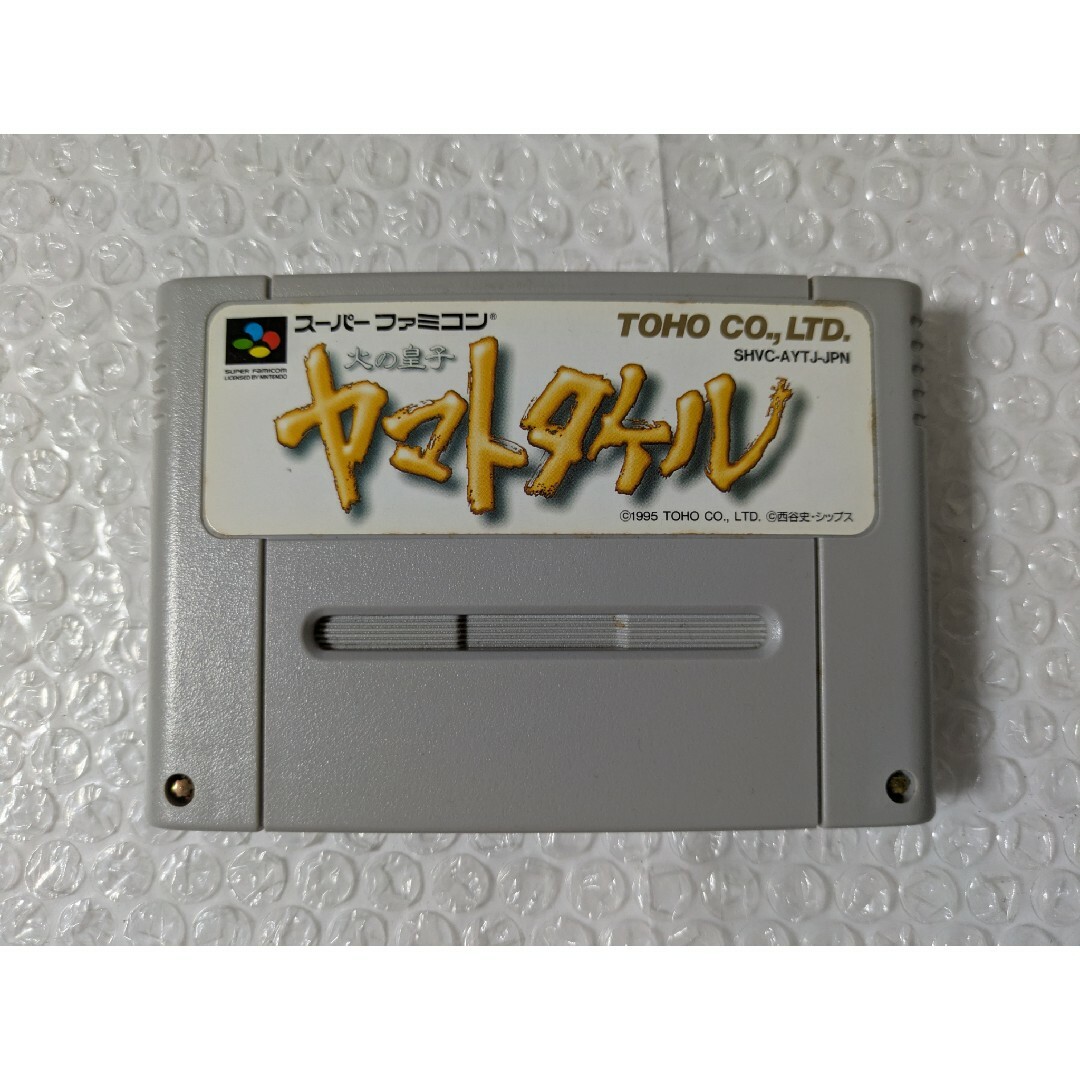 スーパーファミコン®
TOHO CO., LTD.
SHVC-AYTJ-JPN
SUPER FAMICOM
LICENSED BY NINTENDO
火の皇子
ヤマトタケル
©1995 TOHO CO., LTD. ©西谷史・シップス